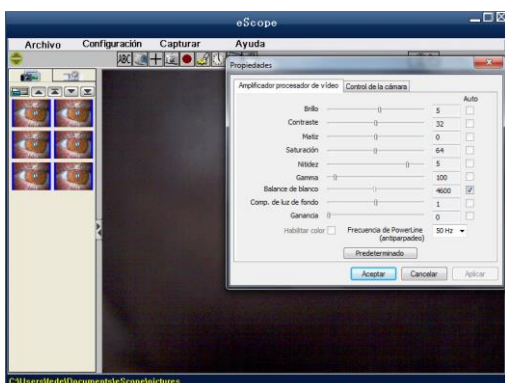 eScope
Archivo Configuración Capturar Ayuda
ABC
Propiedades
Amplificador procesador de vídeo Control de la cámara
Auto
Brillo 5
Contraste 32
Matiz 0
Saturación 64
Nitidez 5
Gamma 100
Balance de blanco 4600
Comp. de luz de fondo 1
Ganancia 0
Habilitar color Frecuencia de PowerLine (antiparpadeo) 50 Hz
Predeterminado
Aceptar Cancelar Aplicar
C:\Users\fede\Documents\eScope\pictures